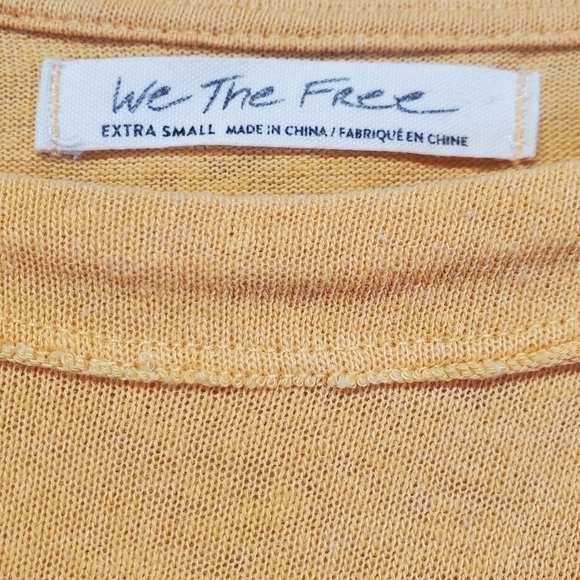 We The Free
EXTRA SMALL MADE IN CHINA / FABRIQUÉ EN CHINE